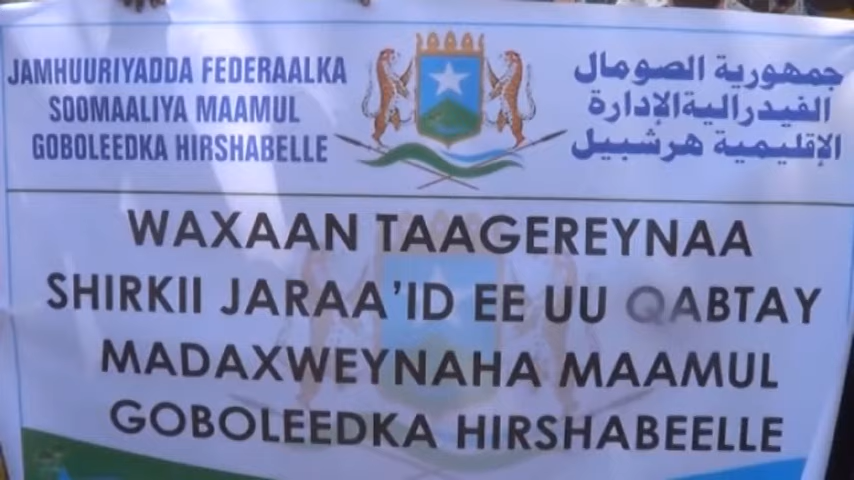 JAMHUURIYADDA FEDERAALKA
SOOMAALIYA MAAMUL
GOBOLEEDKA HIRSHABELLE
جمهورية الصومال
الفيدرالية الإدارة
الإقليمية هرشبيل
WAXAAN TAAGEREYNAA
SHIRKII JARAA'ID EE UU QABTAY
MADAXWEYNAHA MAAMUL
GOBOLEEDKA HIRSHABEELLE